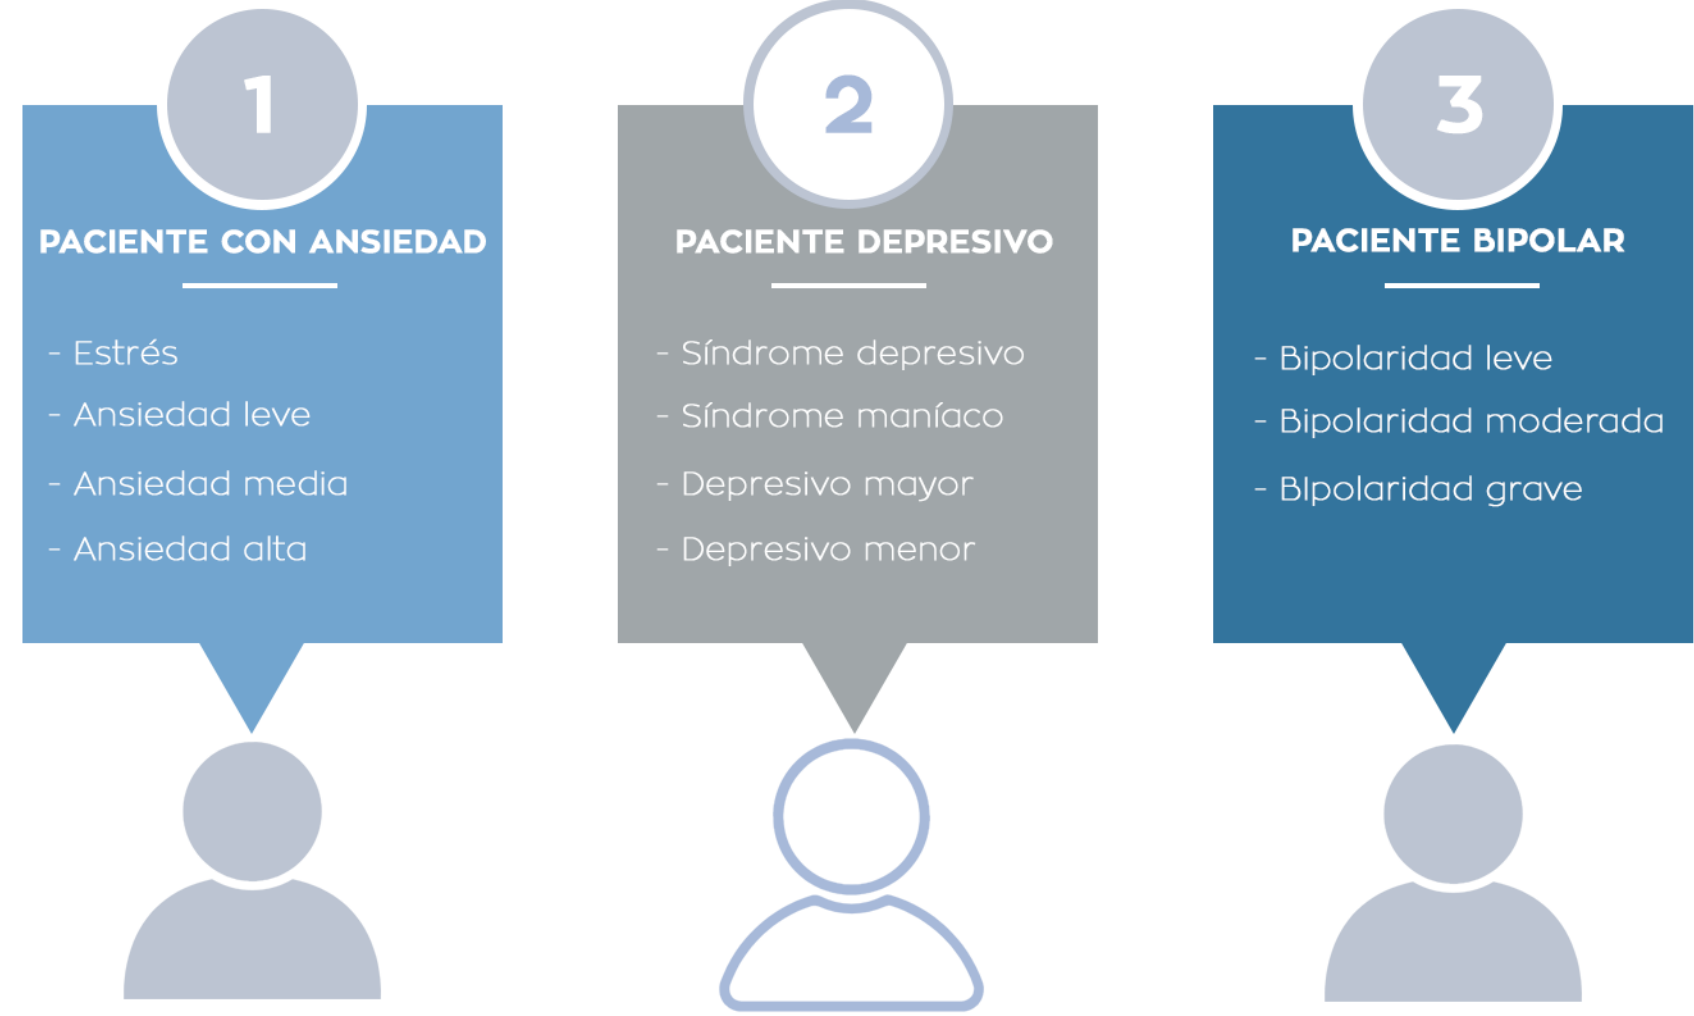 1
PACIENTE CON ANSIEDAD
- Estrés
- Ansiedad leve
- Ansiedad media
- Ansiedad alta
2
PACIENTE DEPRESIVO
- Síndrome depresivo
- Síndrome maníaco
- Depresivo mayor
- Depresivo menor
3
PACIENTE BIPOLAR
- Bipolaridad leve
- Bipolaridad moderada
- BIpolaridad grave